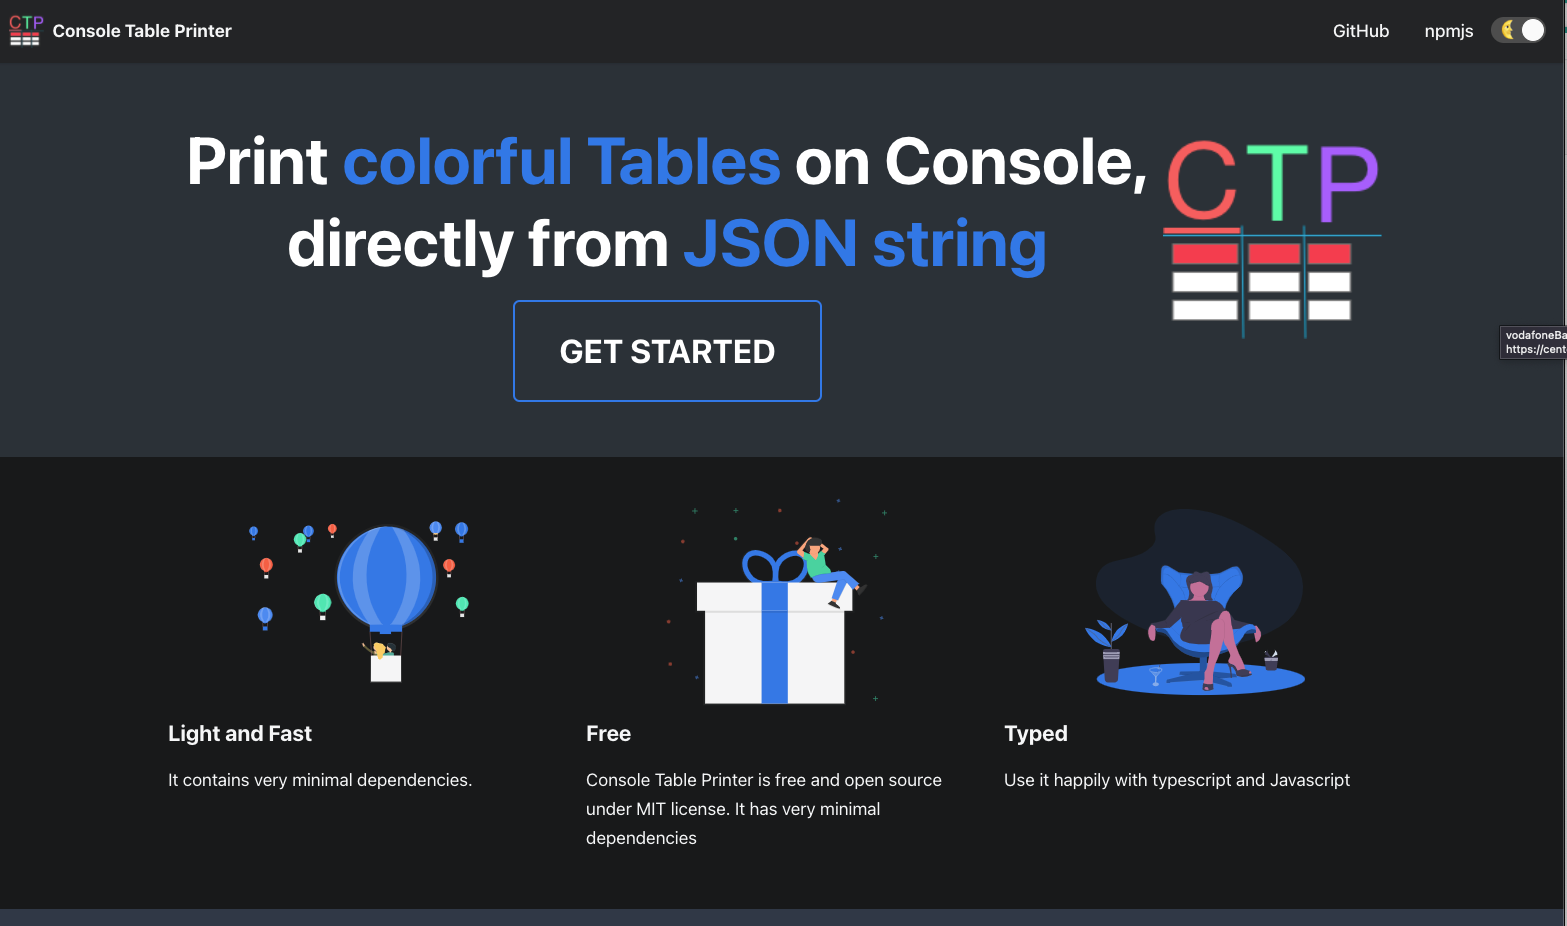 CTP
Console Table Printer
GitHub
npmjs
Print colorful Tables on Console,
directly from JSON string
CTP
GET STARTED
vodafoneBa
https://cent
Light and Fast
It contains very minimal dependencies.
Free
Console Table Printer is free and open source
under MIT license. It has very minimal
dependencies
Typed
Use it happily with typescript and Javascript